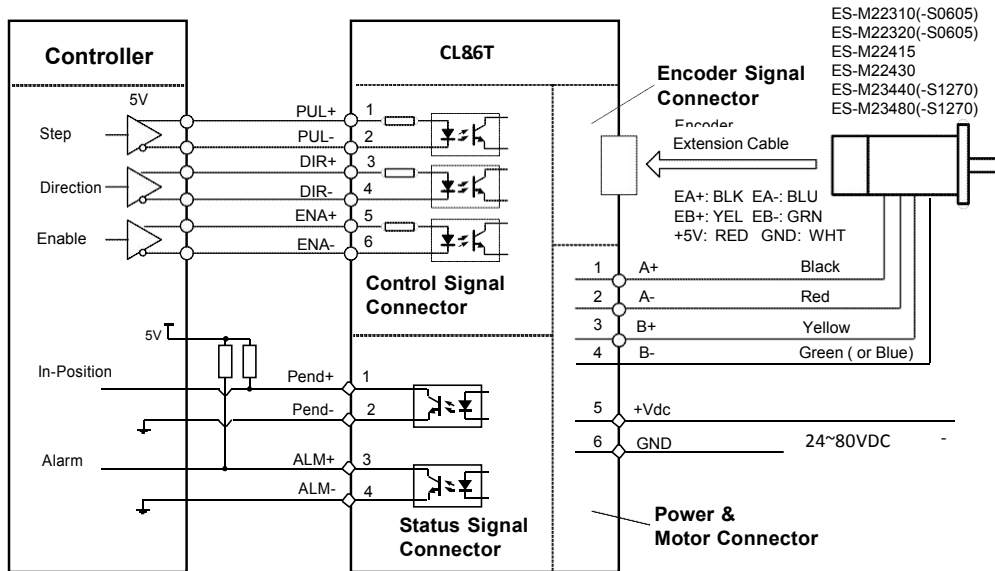 Controller
5V
Step
Direction
Enable
5V
In-Position
Alarm
PUL+
PUL-
DIR+
DIR-
ENA+
ENA-
Pend+
Pend-
ALM+
ALM-
CL86T
1
2
3
4
5
6
Control Signal
Connector
1
2
3
4
Status Signal
Connector
Encoder Signal
Connector
Encoder
Extension Cable
EA+: BLK EA-: BLU
EB+: YEL EB-: GRN
+5V: RED GND: WHT
ES-M22310(-S0605)
ES-M22320(-S0605)
ES-M22415
ES-M22430
ES-M23440(-S1270)
ES-M23480(-S1270)
1 A+ Black
2 A- Red
3 B+ Yellow
4 B- Green ( or Blue)
5 +Vdc
6 GND 24~80VDC -
Power &
Motor Connector